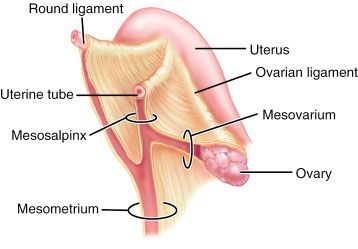 Round ligament
Uterus
Ovarian ligament
Uterine tube
Mesovarium
Mesosalpinx
Ovary
Mesometrium